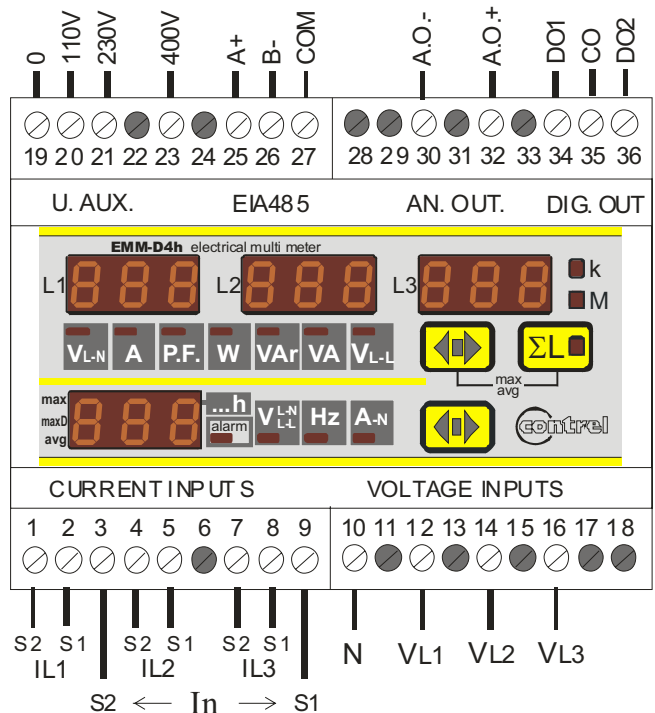 0 110V 230V 400V A+ B- COM A.O.- A.O.+ DO1 CO DO2
19 20 21 22 23 24 25 26 27 28 29 30 31 32 33 34 35 36
U. AUX. EIA485 AN. OUT. DIG. OUT
EMM-D4h electrical multi meter
L1 888 L2 888 L3 888 k
M
VL-N A P.F. W VAr VA VL-L ΣL
max
avg
max
maxD
avg
888
...h
alarm
V L-N L-L Hz A-N
contrel
CURRENT INPUTS VOLTAGE INPUTS
1 2 3 4 5 6 7 8 9 10 11 12 13 14 15 16 17 18
S2 S1 S2 S1 S2 S1
IL1 IL2 IL3
N VL1 VL2 VL3
S2 ← In → S1